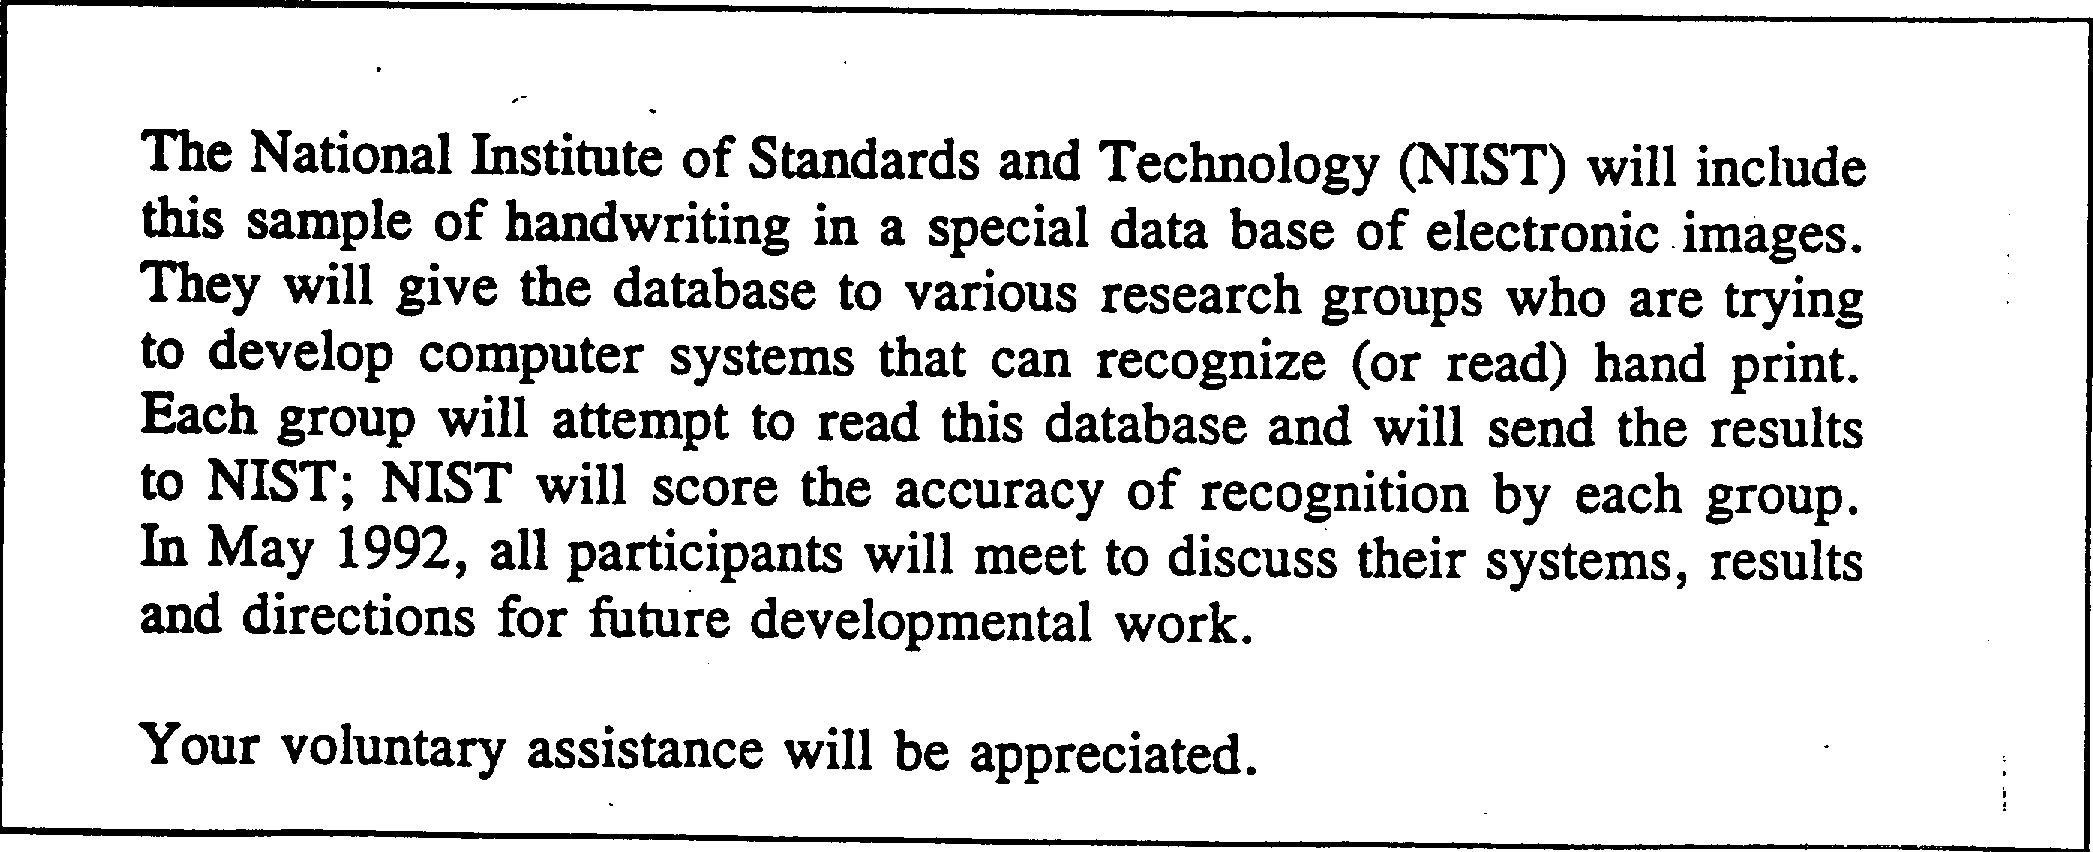 The National Institute of Standards and Technology (NIST) will include
this sample of handwriting in a special data base of electronic images.
They will give the database to various research groups who are trying
to develop computer systems that can recognize (or read) hand print.
Each group will attempt to read this database and will send the results
to NIST; NIST will score the accuracy of recognition by each group.
In May 1992, all participants will meet to discuss their systems, results
and directions for future developmental work.
Your voluntary assistance will be appreciated.